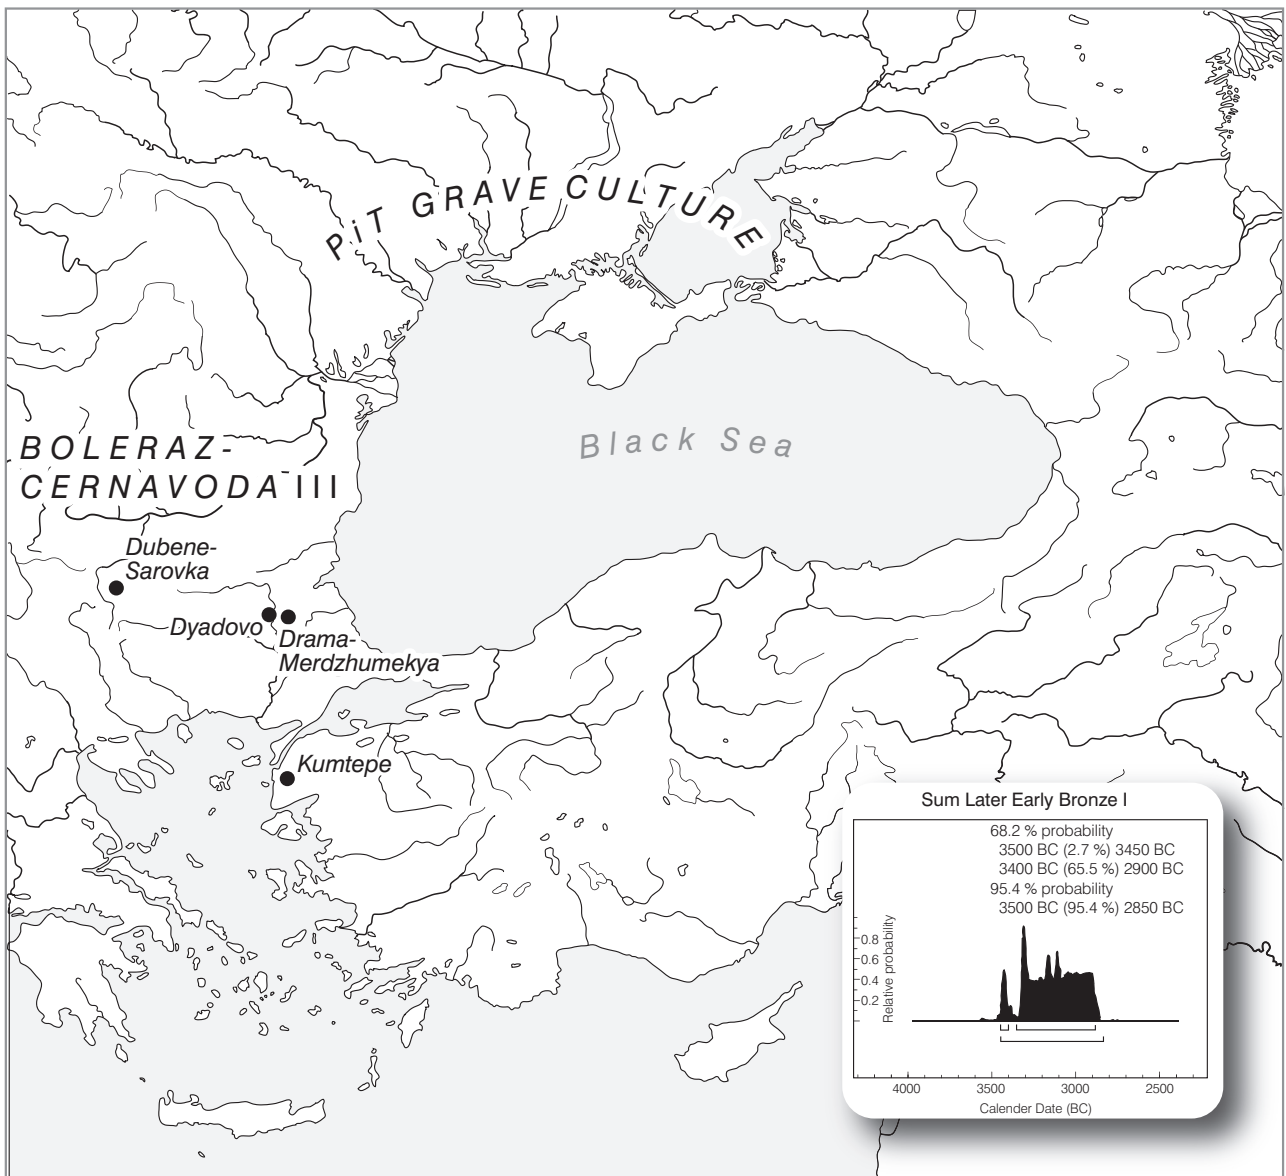 PiT GRAVE CULTURE
Black Sea
BOLERAZ-
CERNAVODA III
Dubene-
Sarovka
Dyadovo
Drama-
Merdzhumekya
Kumtepe
Sum Later Early Bronze I
68.2 % probability
3500 BC (2.7 %) 3450 BC
3400 BC (65.5 %) 2900 BC
95.4 % probability
3500 BC (95.4 %) 2850 BC
Relative probability
0.8
0.6
0.4
0.2
4000 3500 3000 2500
Calender Date (BC)